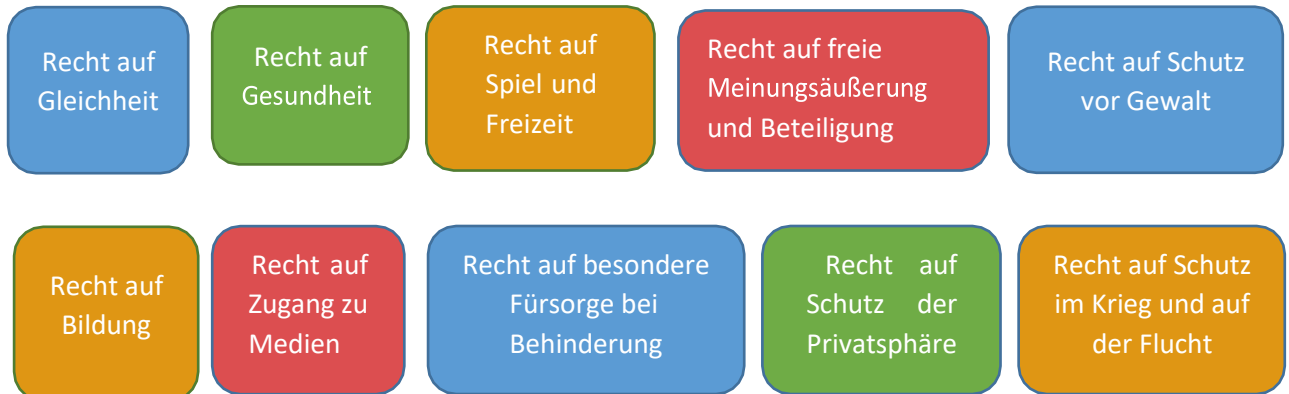 Recht auf
Gleichheit
Recht auf
Gesundheit
Recht auf
Spiel und
Freizeit
Recht auf freie
Meinungsäußerung
und Beteiligung
Recht auf Schutz
vor Gewalt
Recht auf
Bildung
Recht auf
Zugang zu
Medien
Recht auf besondere
Fürsorge bei
Behinderung
Recht auf
Schutz der
Privatsphäre
Recht auf Schutz
im Krieg und auf
der Flucht